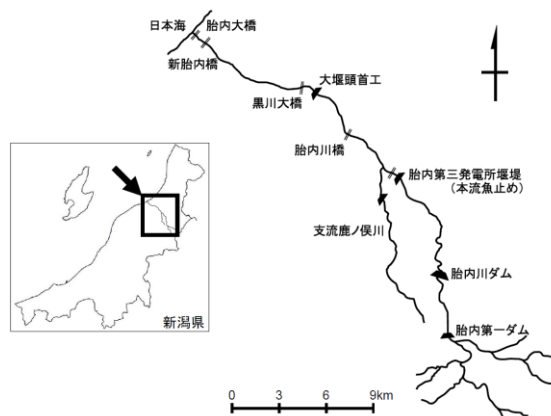 日本海
胎内大橋
新胎内橋
大堰頭首工
黒川大橋
胎内川橋
胎内第三発電所堰堤
(本流魚止め)
支流鹿ノ俣川
胎内川ダム
胎内第一ダム
新潟県
0 3 6 9km